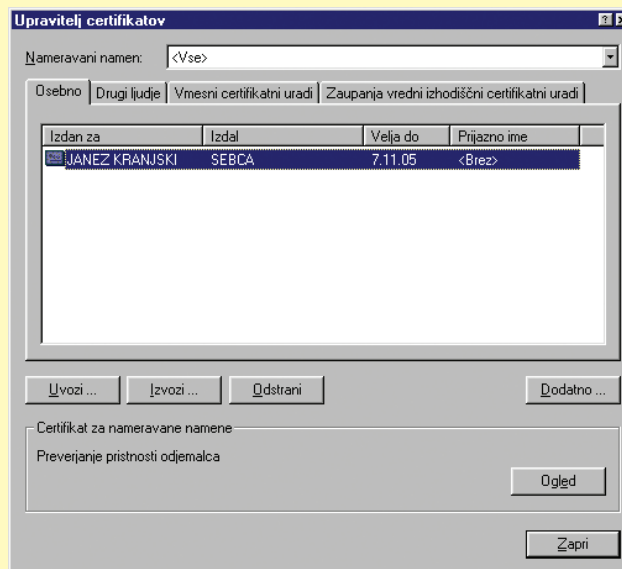 Upravitelj certifikatov
Nameravani namen: <Vse>
Osebno Drugi ljudje Vmesni certifikatni uradi Zaupanja vredni izhodiščni certifikatni uradi
Izdan za Izdal Velja do Prijazno ime
JANEZ KRANJSKI SEBCA 7.11.05 <Brez>
Uvozi ... Izvozi ... Odstrani Dodatno ...
Certifikat za nameravane namene
Preverjanje pristnosti odjemalca
Ogled
Zapri